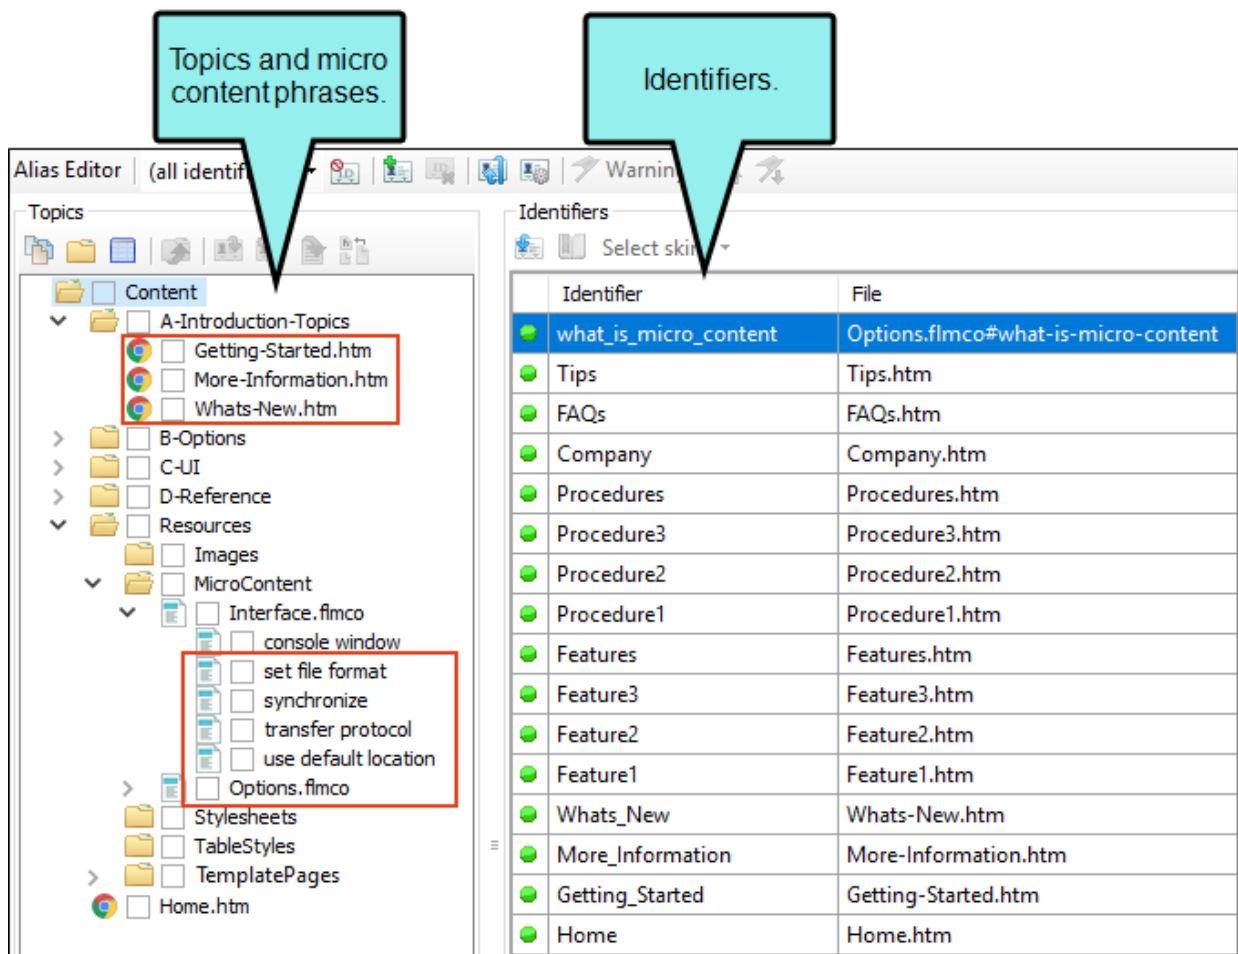 Topics and micro
content phrases.
Identifiers.
Alias Editor
(all identif
Warnin
Topics
Identifiers
Select ski
Content
A-Introduction-Topics
Getting-Started.htm
More-Information.htm
Whats-New.htm
B-Options
C-UI
D-Reference
Resources
Images
MicroContent
Interface.flmco
console window
set file format
synchronize
transfer protocol
use default location
Options.flmco
Stylesheets
TableStyles
TemplatePages
Home.htm
Identifier File
what_is_micro_content Options.flmco#what-is-micro-content
Tips Tips.htm
FAQs FAQs.htm
Company Company.htm
Procedures Procedures.htm
Procedure3 Procedure3.htm
Procedure2 Procedure2.htm
Procedure1 Procedure1.htm
Features Features.htm
Feature3 Feature3.htm
Feature2 Feature2.htm
Feature1 Feature1.htm
Whats_New Whats-New.htm
More_Information More-Information.htm
Getting_Started Getting-Started.htm
Home Home.htm